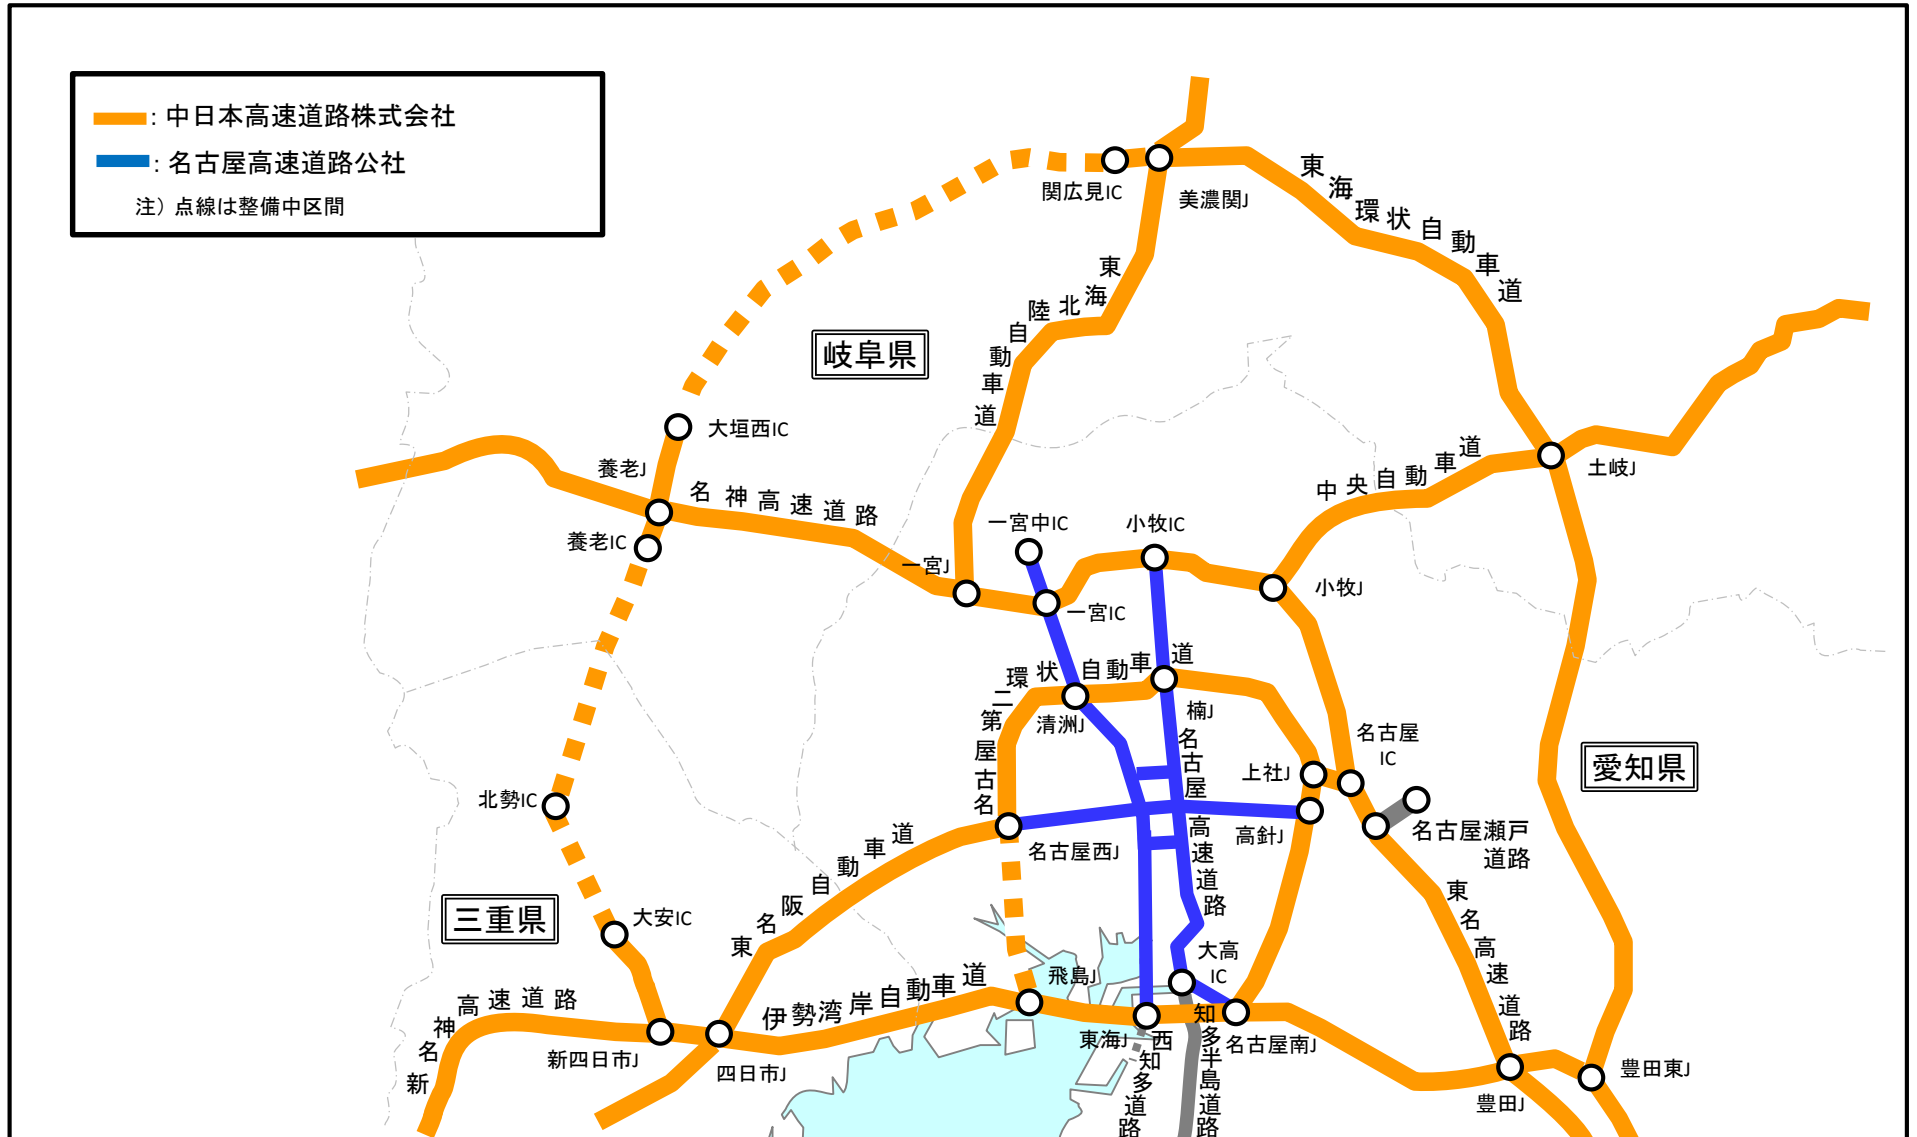 : 中日本高速道路株式会社
: 名古屋高速道路公社
注）点線は整備中区間
関広見IC
美濃関J
東海環状自動車道
東海北陸自動車道
岐阜県
大垣西IC
養老J
名神高速道路
養老IC
一宮J
一宮中IC
小牧IC
一宮IC
中央自動車道
土岐J
小牧J
名古屋第二環状自動車道
清洲J
楠J
名古屋高速道路
名古屋
IC
上社J
愛知県
高針J
名古屋瀬戸
道路
北勢IC
名古屋西J
三重県
大安IC
東名阪自動車道
東名高速道路
大高
IC
飛島J
伊勢湾岸自動車道
新名神高速道路
新四日市J
四日市J
東海J
西知多道路
知多半島道路
名古屋南J
豊田J
豊田東J